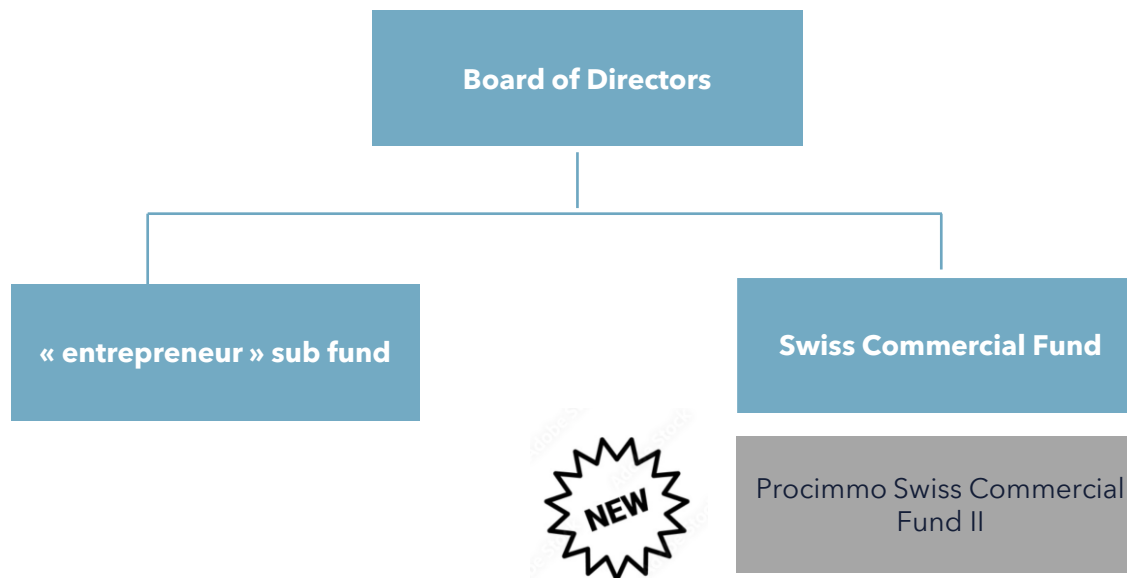 Board of Directors
« entrepreneur » sub fund
Swiss Commercial Fund
NEW
Procimmo Swiss Commercial
Fund II